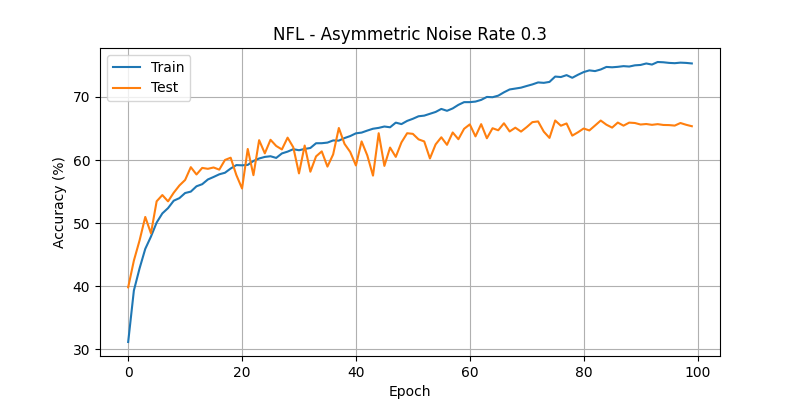 NFL - Asymmetric Noise Rate 0.3
Train
Test
Accuracy (%)
70
60
50
40
30
0 20 40 60 80 100
Epoch